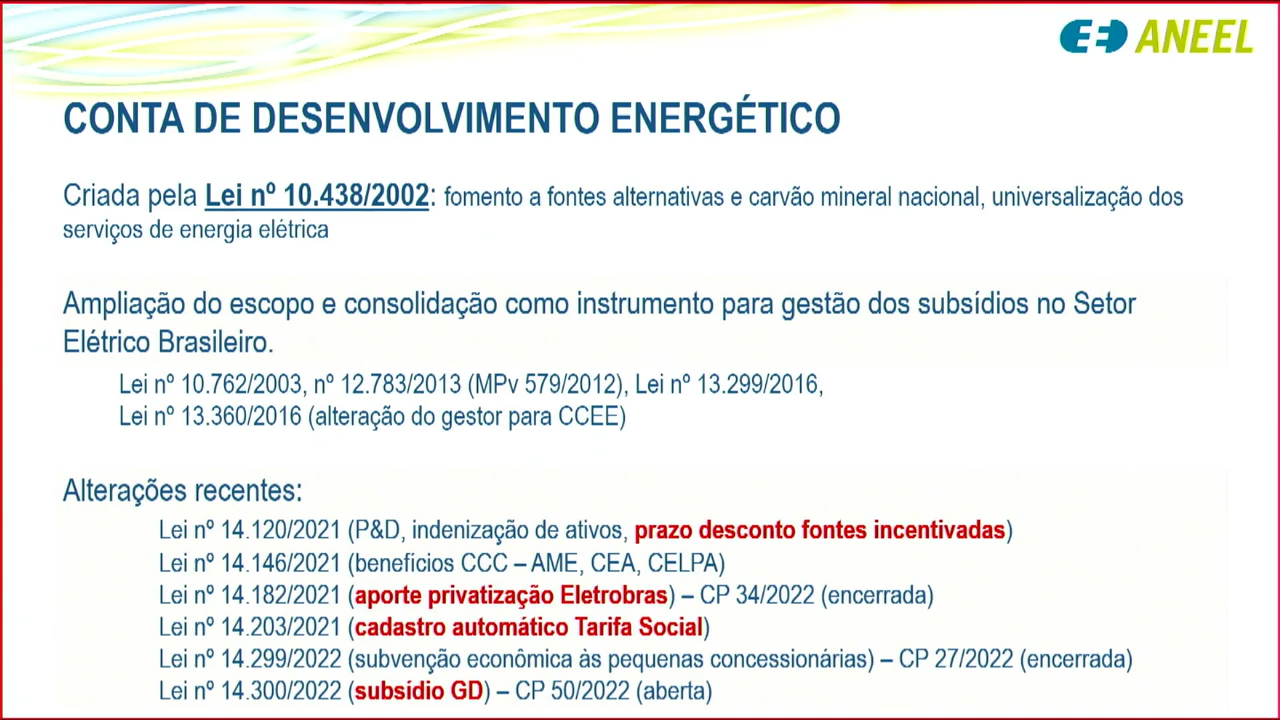 ANEEL
CONTA DE DESENVOLVIMENTO ENERGÉTICO
Criada pela Lei nº 10.438/2002: fomento a fontes alternativas e carvão mineral nacional, universalização dos
serviços de energia elétrica
Ampliação do escopo e consolidação como instrumento para gestão dos subsídios no Setor
Elétrico Brasileiro.
Lei nº 10.762/2003, nº 12.783/2013 (MPv 579/2012), Lei nº 13.299/2016,
Lei nº 13.360/2016 (alteração do gestor para CCEE)
Alterações recentes:
Lei nº 14.120/2021 (P&D, indenização de ativos, prazo desconto fontes incentivadas)
Lei nº 14.146/2021 (benefícios CCC – AME, CEA, CELPA)
Lei nº 14.182/2021 (aporte privatização Eletrobras) – CP 34/2022 (encerrada)
Lei nº 14.203/2021 (cadastro automático Tarifa Social)
Lei nº 14.299/2022 (subvenção econômica às pequenas concessionárias) – CP 27/2022 (encerrada)
Lei nº 14.300/2022 (subsídio GD) – CP 50/2022 (aberta)